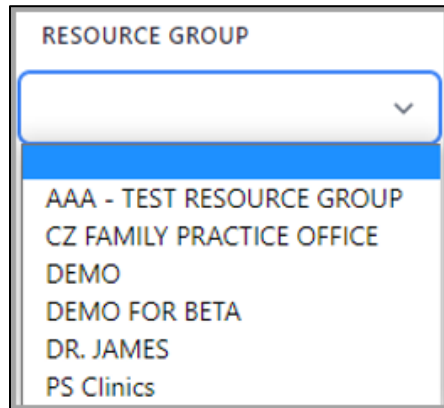 RESOURCE GROUP
AAA - TEST RESOURCE GROUP
CZ FAMILY PRACTICE OFFICE
DEMO
DEMO FOR BETA
DR. JAMES
PS Clinics